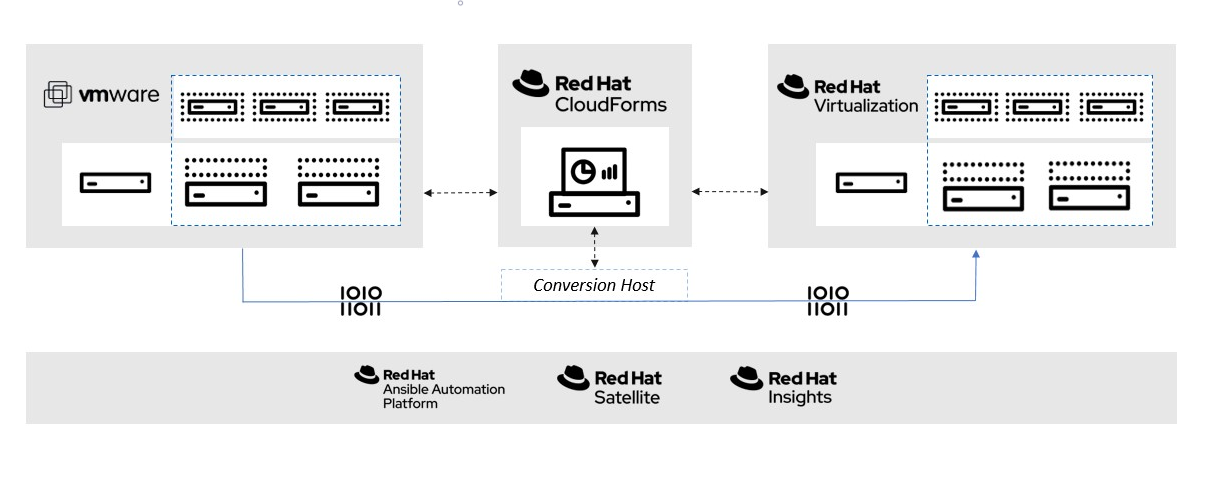 vmware
Red Hat
CloudForms
Red Hat
Virtualization
Conversion Host
1010
11011
1010
11011
Red Hat
Ansible Automation
Platform
Red Hat
Satellite
Red Hat
Insights